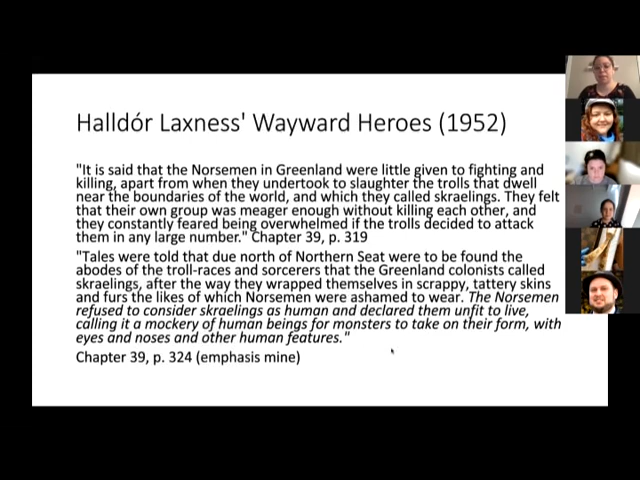 Halldór Laxness' Wayward Heroes (1952)
"It is said that the Norsemen in Greenland were little given to fighting and
killing, apart from when they undertook to slaughter the trolls that dwell
near the boundaries of the world, and which they called skraelings. They felt
that their own group was meager enough without killing each other, and
they constantly feared being overwhelmed if the trolls decided to attack
them in any large number." Chapter 39, p. 319
"Tales were told that due north of Northern Seat were to be found the
abodes of the troll-races and sorcerers that the Greenland colonists called
skraelings, after the way they wrapped themselves in scrappy, tattery skins
and furs the likes of which Norsemen were ashamed to wear. The Norsemen
refused to consider skraelings as human and declared them unfit to live,
calling it a mockery of human beings for monsters to take on their form, with
eyes and noses and other human features."
Chapter 39, p. 324 (emphasis mine)